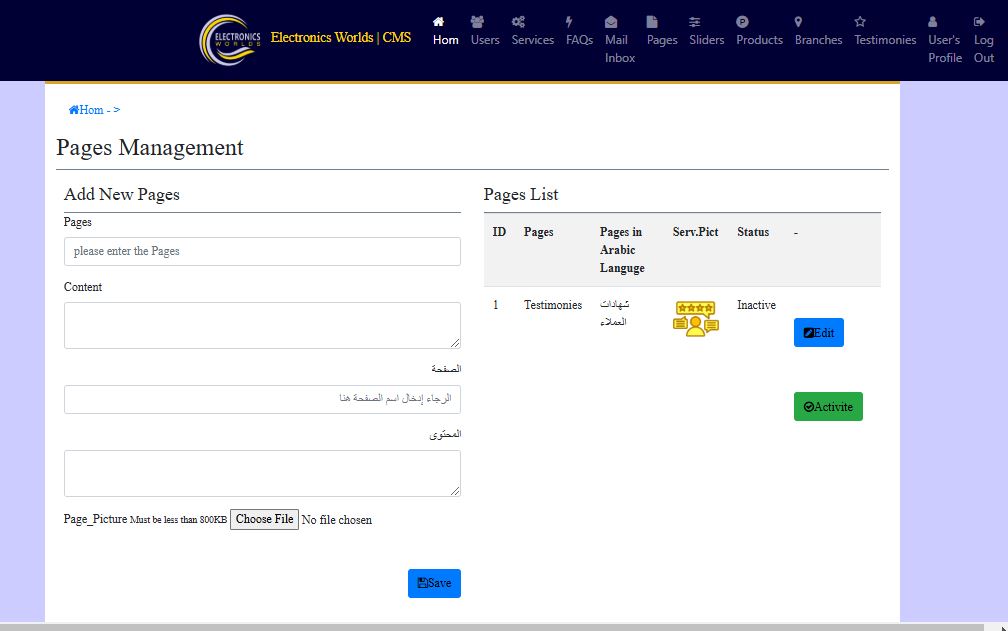 ELECTRONICS
WORLDS
Electronics Worlds | CMS
Hom
Users
Services
FAQs
Mail
Inbox
Pages
Sliders
Products
Branches
Testimonies
User's
Profile
Log
Out
Hom - >
Pages Management
Add New Pages
Pages
please enter the Pages
Content
الصفحة
الرجاء إدخال اسم الصفحة هنا
المحتوى
Page_Picture Must be less than 800KB Choose File No file chosen
Save
Pages List
ID
Pages
Pages in
Arabic
Languge
Serv.Pict
Status
-
1
Testimonies
شهادات
العملاء
Inactive
Edit
Activite